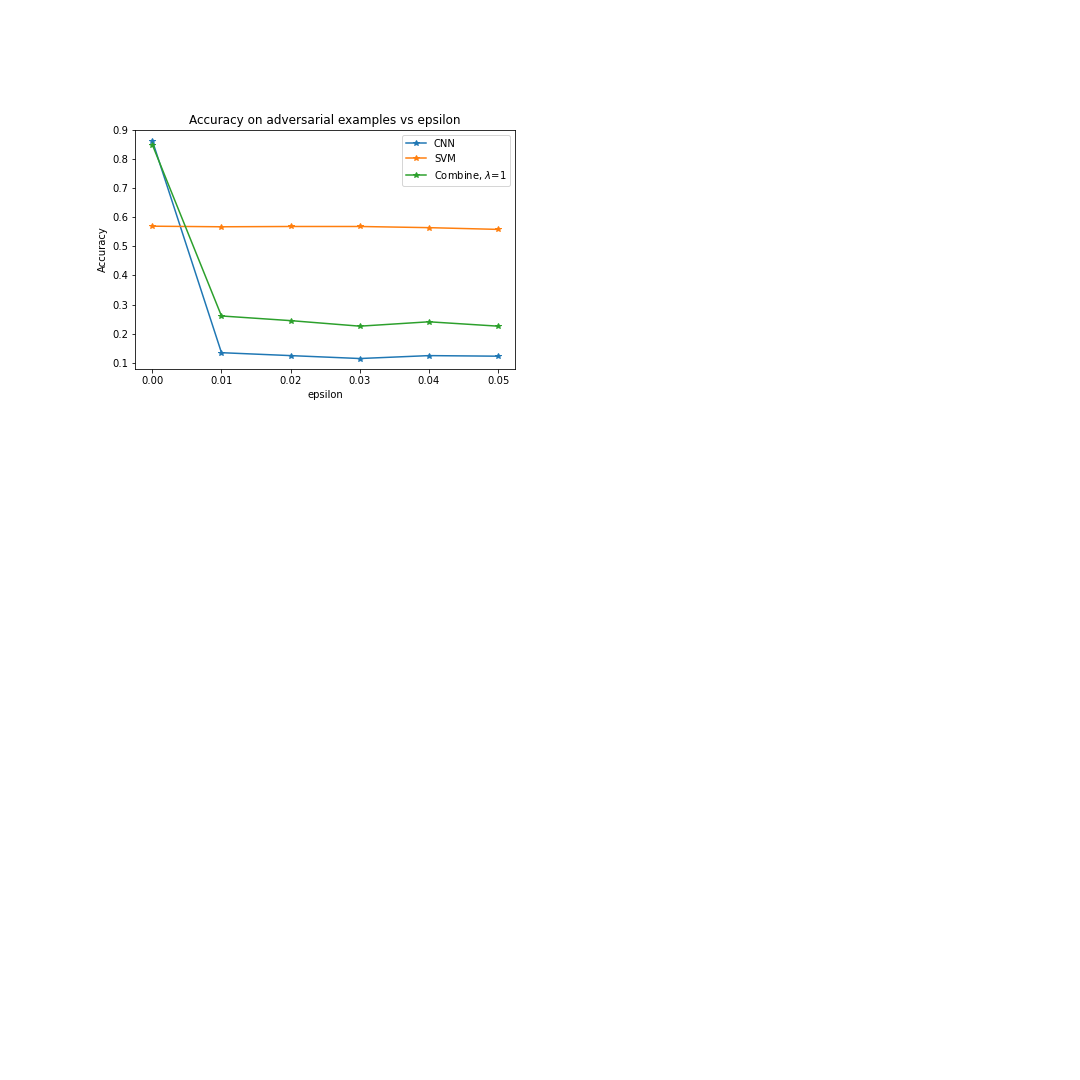 Accuracy on adversarial examples vs epsilon
CNN
SVM
Combine, λ=1
Accuracy
0.9
0.8
0.7
0.6
0.5
0.4
0.3
0.2
0.1
0.00 0.01 0.02 0.03 0.04 0.05
epsilon